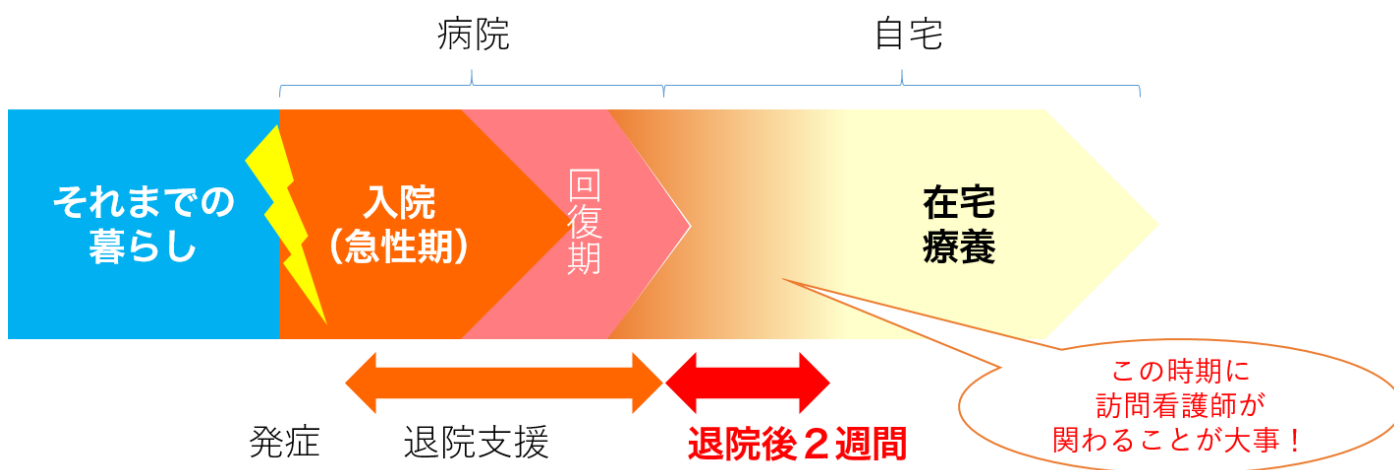 病院
自宅
それまでの
暮らし
入院
（急性期）
回復期
在宅
療養
発症
退院支援
退院後２週間
この時期に
訪問看護師が
関わることが大事！